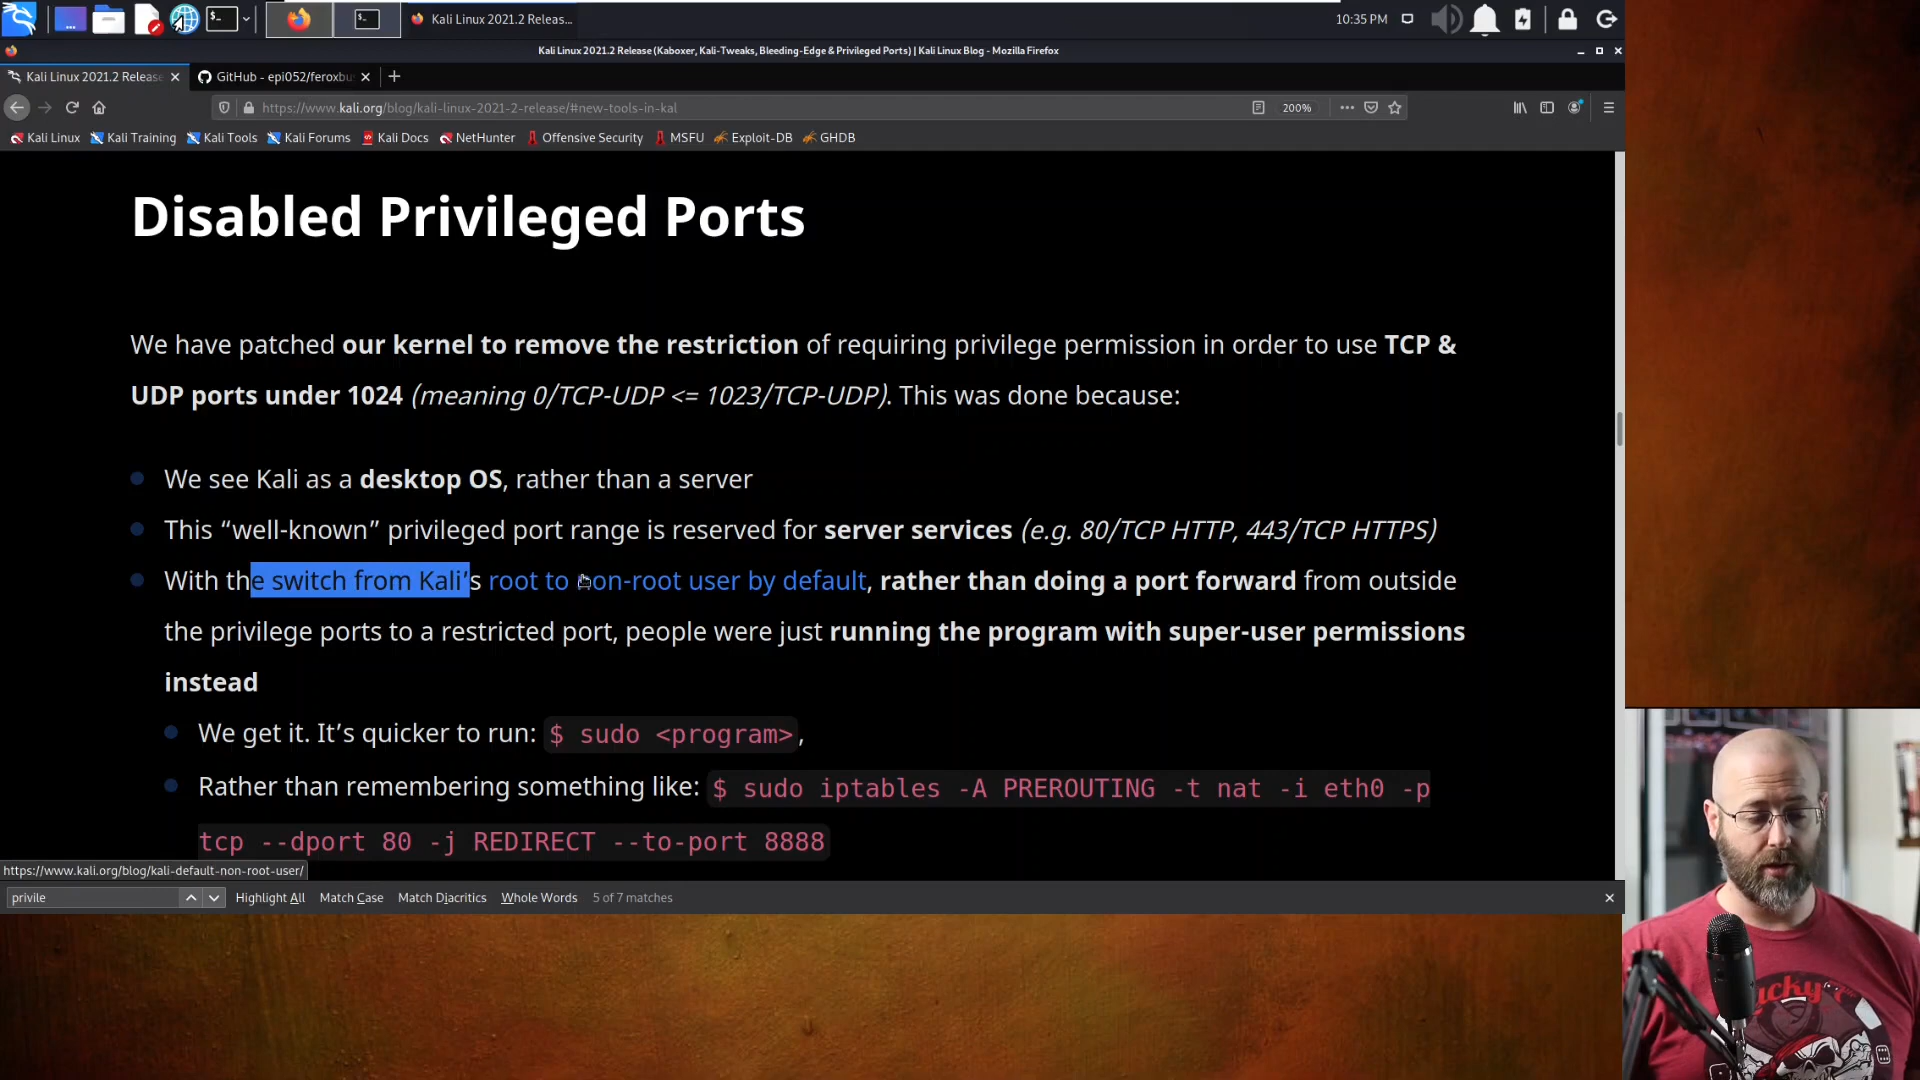 Kali Linux 2021.2 Releas...
10:35 PM
Kali Linux 2021.2 Release (Kaboxer, Kali-Tweaks, Bleeding-Edge & Privileged Ports) | Kali Linux Blog - Mozilla Firefox
Kali Linux 2021.2 Release
GitHub - epi052/feroxbu
https://www.kali.org/blog/kali-linux-2021-2-release/#new-tools-in-kal
200%
Kali Linux Kali Training Kali Tools Kali Forums Kali Docs NetHunter Offensive Security MSFU Exploit-DB GHDB
Disabled Privileged Ports
We have patched our kernel to remove the restriction of requiring privilege permission in order to use TCP &
UDP ports under 1024 (meaning 0/TCP-UDP <= 1023/TCP-UDP). This was done because:
We see Kali as a desktop OS, rather than a server
This “well-known” privileged port range is reserved for server services (e.g. 80/TCP HTTP, 443/TCP HTTPS)
With the switch from Kali’s root to non-root user by default, rather than doing a port forward from outside
the privilege ports to a restricted port, people were just running the program with super-user permissions
instead
We get it. It’s quicker to run: $ sudo <program>,
Rather than remembering something like: $ sudo iptables -A PREROUTING -t nat -i eth0 -p
tcp --dport 80 -j REDIRECT --to-port 8888
https://www.kali.org/blog/kali-default-non-root-user/
privile
Highlight All Match Case Match Diacritics Whole Words 5 of 7 matches